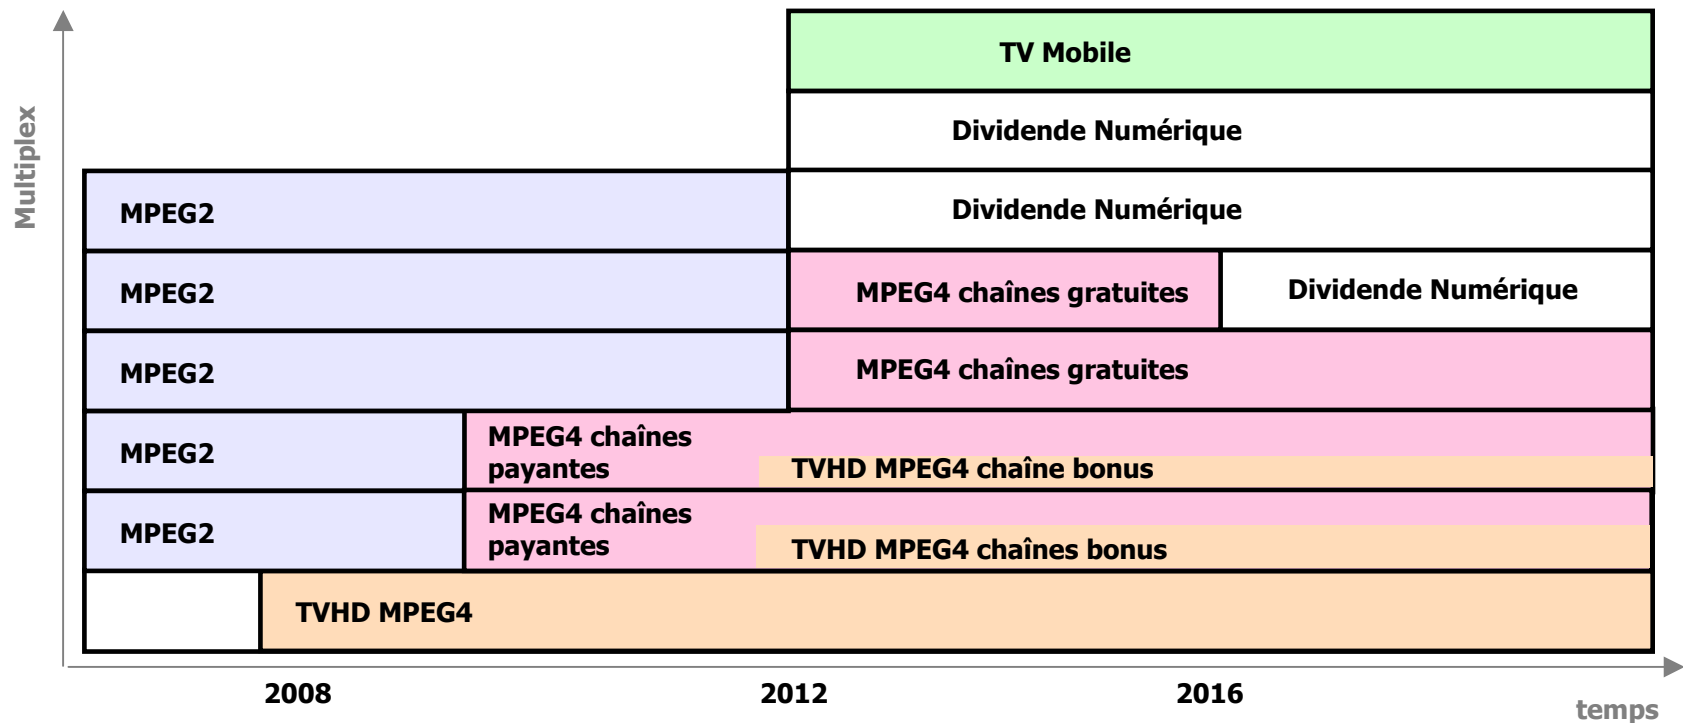 Multiplex
TV Mobile
Dividende Numérique
MPEG2
Dividende Numérique
MPEG2
MPEG4 chaînes gratuites
Dividende Numérique
MPEG2
MPEG4 chaînes gratuites
MPEG2
MPEG4 chaînes
payantes
TVHD MPEG4 chaîne bonus
MPEG2
MPEG4 chaînes
payantes
TVHD MPEG4 chaînes bonus
TVHD MPEG4
2008
2012
2016
temps